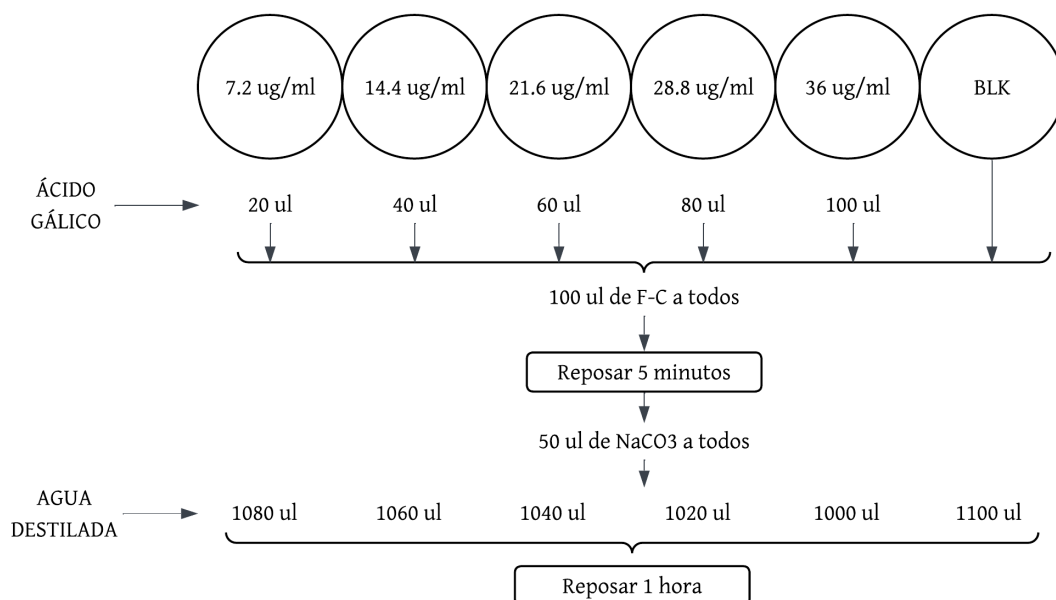 7.2 ug/ml
14.4 ug/ml
21.6 ug/ml
28.8 ug/ml
36 ug/ml
BLK
ÁCIDO
GÁLICO
20 ul
40 ul
60 ul
80 ul
100 ul
100 ul de F-C a todos
Reposar 5 minutos
50 ul de NaCO3 a todos
AGUA
DESTILADA
1080 ul
1060 ul
1040 ul
1020 ul
1000 ul
1100 ul
Reposar 1 hora